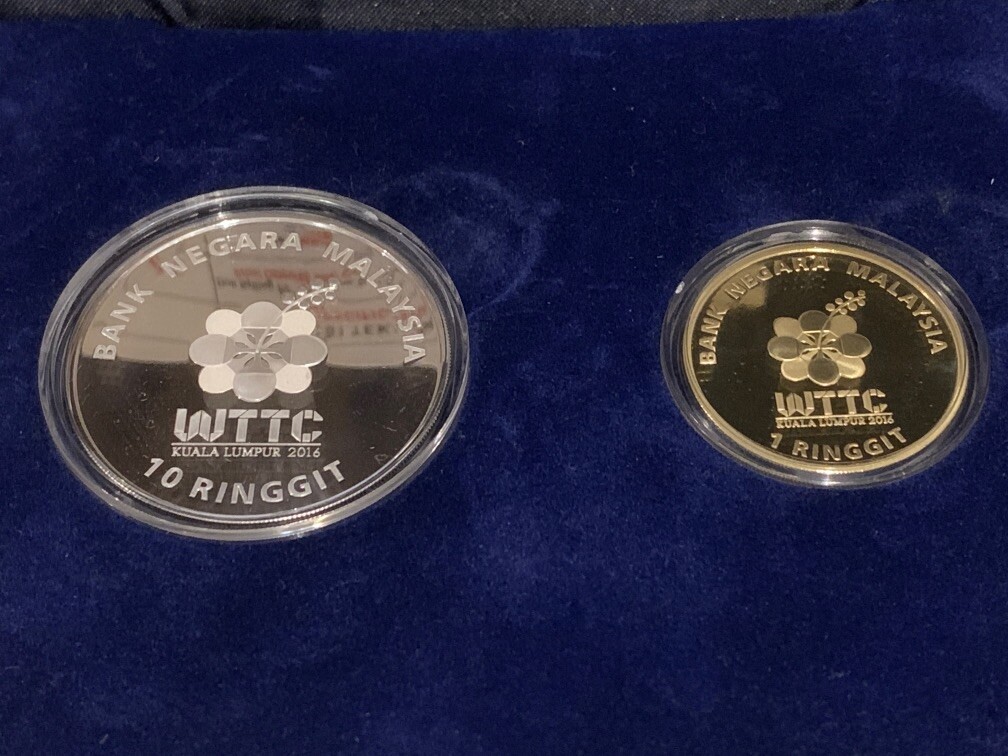 BANK NEGARA MALAYSIA
WTTC
KUALA LUMPUR 2016
10 RINGGIT
BANK NEGARA MALAYSIA
WTTC
KUALA LUMPUR 2016
1 RINGGIT